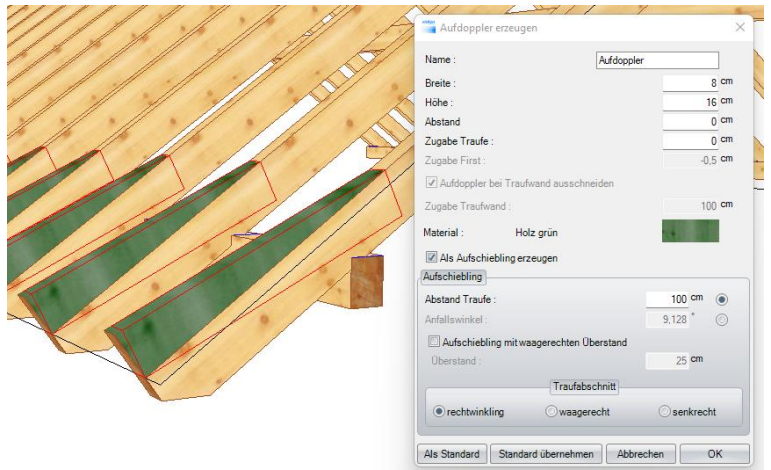 Aufdoppler erzeugen
Name : Aufdoppler
Breite : 8 cm
Höhe : 16 cm
Abstand 0 cm
Zugabe Traufe : 0 cm
Zugabe First : -0,5 cm
Aufdoppler bei Traufwand ausschneiden
Zugabe Traufwand : 100 cm
Material : Holz grün
Als Aufschiebling erzeugen
Aufschiebling
Abstand Traufe : 100 cm
Anfallswinkel : 9,128 °
Aufschiebling mit waagerechten Überstand
Überstand : 25 cm
Traufabschnitt
rechtwinkling waagerecht senkrecht
Als Standard Standard übernehmen Abbrechen OK